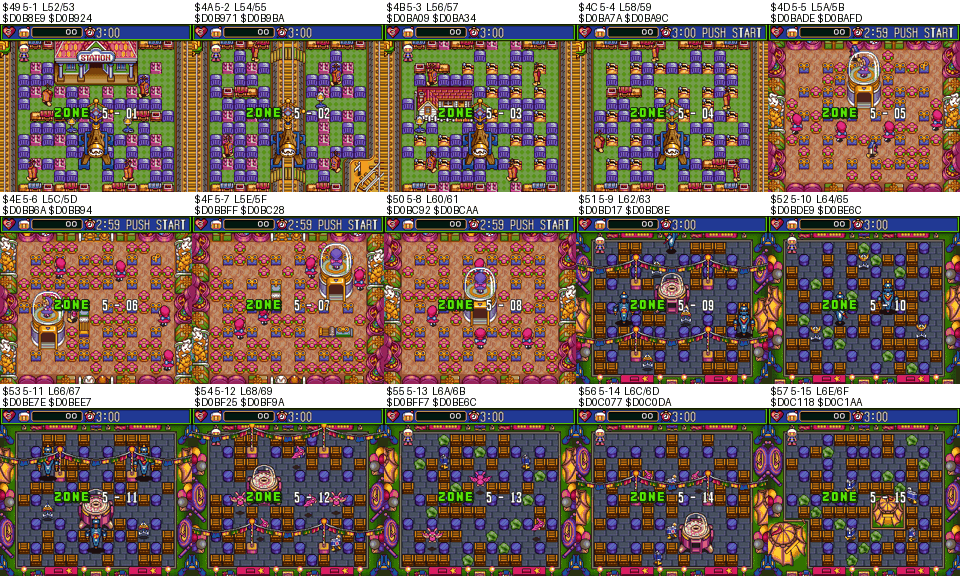 $49 5-1 L52/53
$D0B8E9 $D0B924
00 3:00
STATION
ZONE 5 - 01
$4A 5-2 L54/55
$D0B971 $D0B9BA
00 3:00
ZONE 5 - 02
$4B 5-3 L56/57
$D0BA09 $D0BA34
00 3:00
ZONE 5 - 03
$4C 5-4 L58/59
$D0BA7A $D0BA9C
00 3:00 PUSH START
ZONE 5 - 04
$4D 5-5 L5A/5B
$D0BADE $D0BAFD
00 2:59 PUSH START
ZONE 5 - 05
$4E 5-6 L5C/5D
$D0BB6A $D0BB94
00 2:59 PUSH START
ZONE 5 - 06
$4F 5-7 L5E/5F
$D0BBFF $D0BC28
00 2:59 PUSH START
ZONE 5 - 07
$50 5-8 L60/61
$D0BC92 $D0BCAA
00 2:59 PUSH START
ZONE 5 - 08
$51 5-9 L62/63
$D0BD17 $D0BD8E
00 3:00
ZONE 5 - 09
$52 5-10 L64/65
$D0BDE9 $D0BE6C
00 3:00
ZONE 5 - 10
$53 5-11 L66/67
$D0BE7E $D0BEE7
00 3:00
ZONE 5 - 11
$54 5-12 L68/69
$D0BF25 $D0BF9A
00 3:00
ZONE 5 - 12
$55 5-13 L6A/6B
$D0BFF7 $D0BE6C
00 3:00
ZONE 5 - 13
$56 5-14 L6C/6D
$D0C077 $D0C0DA
00 3:00
ZONE 5 - 14
$57 5-15 L6E/6F
$D0C118 $D0C1AA
00 3:00
ZONE 5 - 15